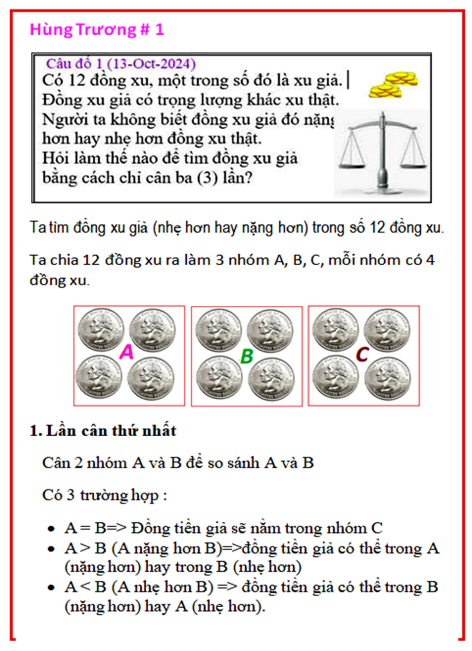 Hùng Trương # 1
Câu đố 1 (13-Oct-2024)
Có 12 đồng xu, một trong số đó là xu giả.
Đồng xu giả có trọng lượng khác xu thật.
Người ta không biết đồng xu giả đó nặng
hơn hay nhẹ hơn đồng xu thật.
Hỏi làm thế nào để tìm đồng xu giả
bằng cách chỉ cân ba (3) lần?
Ta tìm đồng xu giả (nhẹ hơn hay nặng hơn) trong số 12 đồng xu.
Ta chia 12 đồng xu ra làm 3 nhóm A, B, C, mỗi nhóm có 4
đồng xu.
A B C
1. Lần cân thứ nhất
Cân 2 nhóm A và B để so sánh A và B
Có 3 trường hợp :
• A = B=> Đồng tiền giả sẽ nằm trong nhóm C
• A > B (A nặng hơn B)=>đồng tiền giả có thể trong A
(nặng hơn) hay trong B (nhẹ hơn)
• A < B (A nhẹ hơn B) => đồng tiền giả có thể trong B
(nặng hơn) hay A (nhẹ hơn).